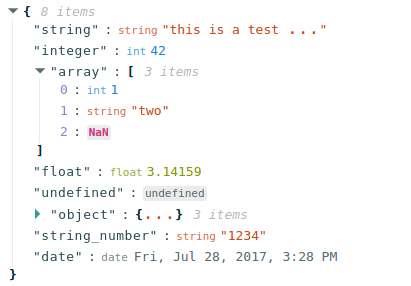 { 8 items
"string" : string "this is a test ..."
"integer" : int 42
"array" : [ 3 items
0 : int 1
1 : string "two"
2 : NaN
]
"float" : float 3.14159
"undefined" : undefined
"object" : {...} 3 items
"string_number" : string "1234"
"date" : date Fri, Jul 28, 2017, 3:28 PM
}